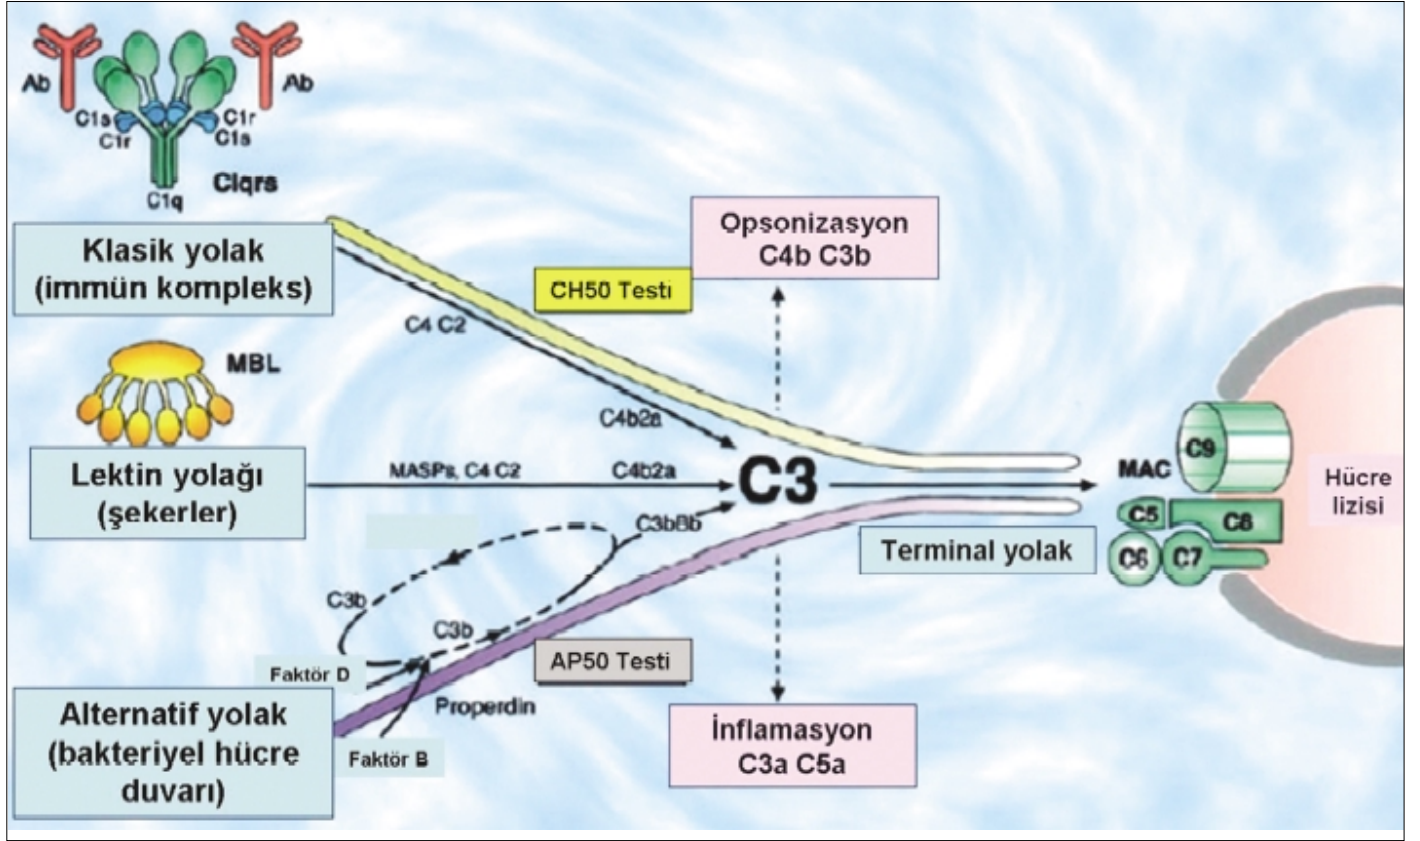 Ab
Ab
C1s
C1r
C1r
C1s
C1q
Clqrs
Klasik yolak
(immün kompleks)
C4 C2
C4b2a
CH50 Testı
Opsonizasyon
C4b C3b
MBL
Lektin yolağı
(şekerler)
MASPs, C4 C2
C4b2a
C3
C3bBb
C3b
C3b
Faktör D
Properdin
Faktör B
Alternatif yolak
(bakteriyel hücre
duvarı)
AP50 Testi
İnflamasyon
C3a C5a
Terminal yolak
MAC
C9
C5
C8
C6
C7
Hücre
lizisi